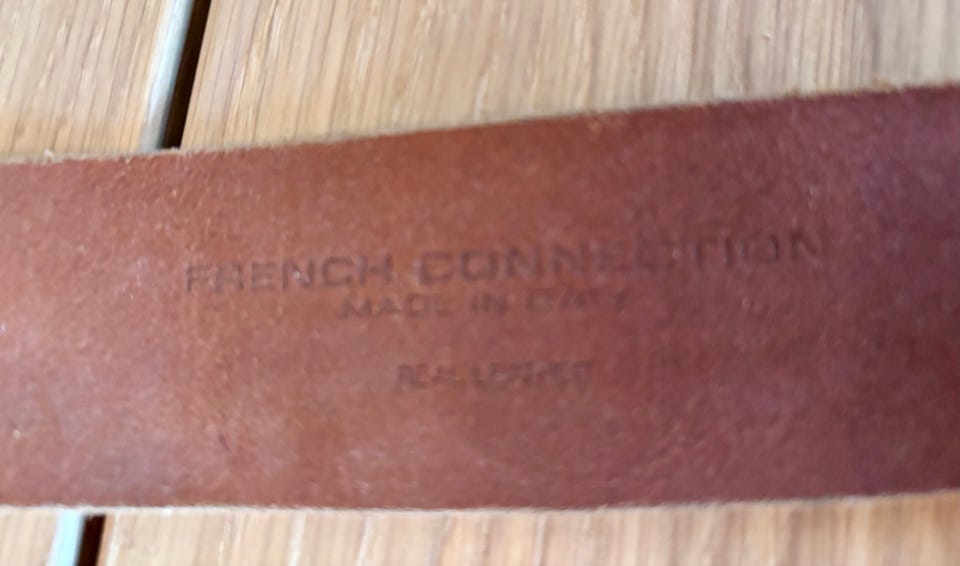 FRENCH CONNECTION
MADE IN ITALY
REAL LEATHER